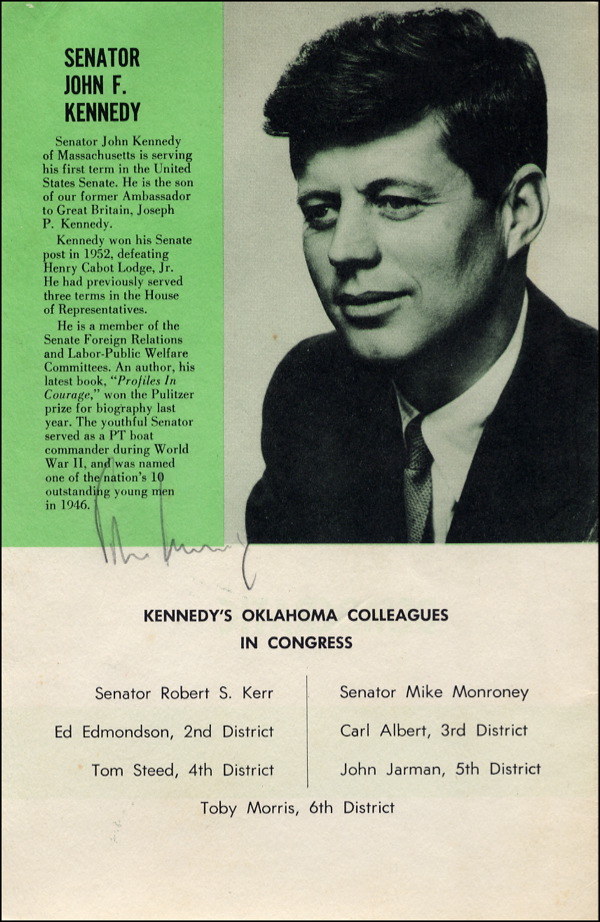 SENATOR
JOHN F.
KENNEDY
Senator John Kennedy
of Massachusetts is serving
his first term in the United
States Senate. He is the son
of our former Ambassador
to Great Britain, Joseph
P. Kennedy.
Kennedy won his Senate
post in 1952, defeating
Henry Cabot Lodge, Jr.
He had previously served
three terms in the House
of Representatives.
He is a member of the
Senate Foreign Relations
and Labor-Public Welfare
Committees. An author, his
latest book, "Profiles In
Courage," won the Pulitzer
prize for biography last
year. The youthful Senator
served as a PT boat
commander during World
War II, and was named
one of the nation's 10
outstanding young men
in 1946.
KENNEDY'S OKLAHOMA COLLEAGUES
IN CONGRESS
Senator Robert S. Kerr
Ed Edmondson, 2nd District
Tom Steed, 4th District
Senator Mike Monroney
Carl Albert, 3rd District
John Jarman, 5th District
Toby Morris, 6th District